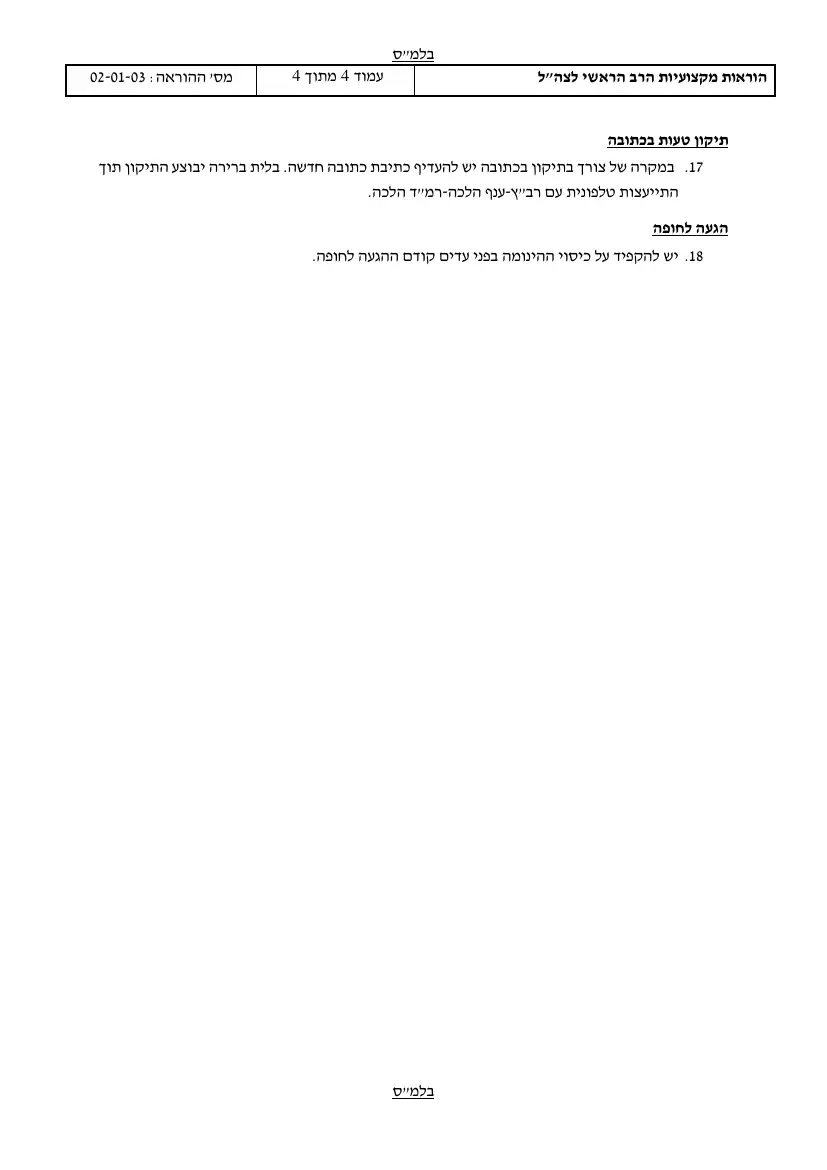 בלמ״ס
הוראות מקצועיות הרב הראשי לצה״ל עמוד 4 מתוך 4 מס׳ ההוראה: 02-01-03
תיקון טעות בכתובה
17. במקרה של צורך בתיקון בכתובה יש להעדיף כתיבת כתובה חדשה. בלית ברירה יבוצע התיקון תוך
התייעצות טלפונית עם רב״ץ-ענף הלכה-רמ״ד הלכה.
הגעה לחופה
18. יש להקפיד על כיסוי ההינומה בפני עדים קודם ההגעה לחופה.
בלמ״ס